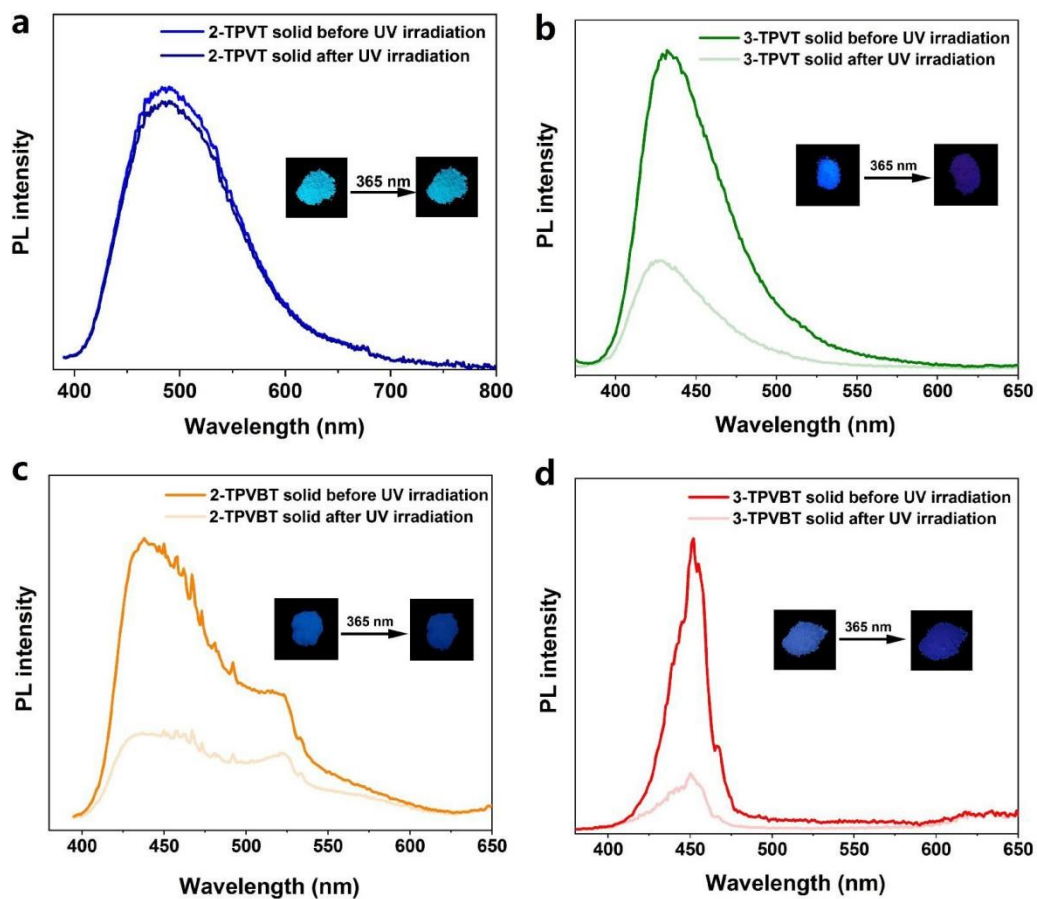 a
2-TPVT solid before UV irradiation
2-TPVT solid after UV irradiation
PL intensity
365 nm
400 500 600 700 800
Wavelength (nm)
b
3-TPVT solid before UV irradiation
3-TPVT solid after UV irradiation
PL intensity
365 nm
400 450 500 550 600 650
Wavelength (nm)
c
2-TPVBT solid before UV irradiation
2-TPVBT solid after UV irradiation
PL intensity
365 nm
400 450 500 550 600 650
Wavelength (nm)
d
3-TPVBT solid before UV irradiation
3-TPVBT solid after UV irradiation
PL intensity
365 nm
400 450 500 550 600 650
Wavelength (nm)